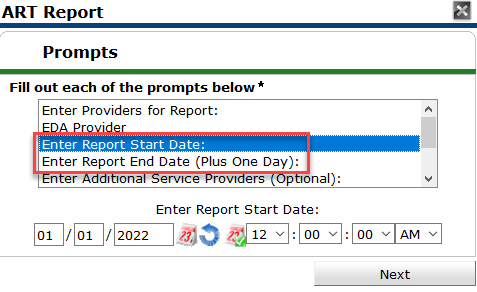 ART Report
Prompts
Fill out each of the prompts below *
Enter Providers for Report:
EDA Provider
Enter Report Start Date:
Enter Report End Date (Plus One Day):
Enter Additional Service Providers (Optional):
Enter Report Start Date:
01 / 01 / 2022 23 12 : 00 : 00 AM
Next